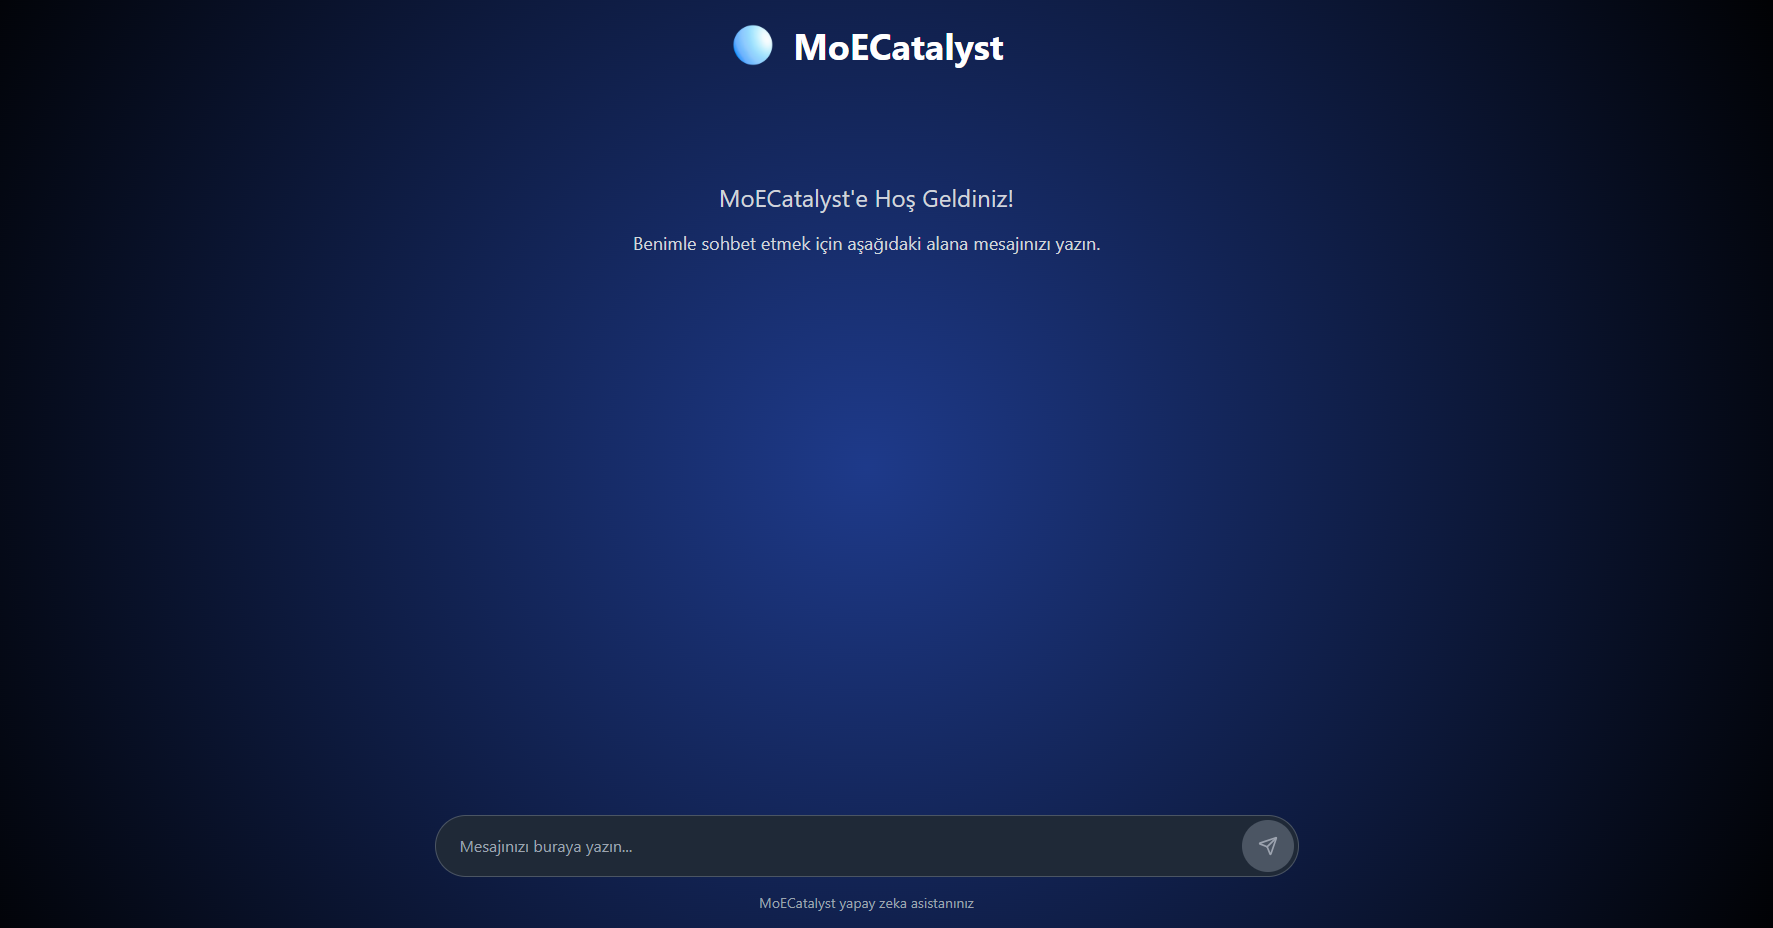 MoECatalyst
MoECatalyst'e Hoş Geldiniz!
Benimle sohbet etmek için aşağıdaki alana mesajınızı yazın.
Mesajınızı buraya yazın...
MoECatalyst yapay zeka asistanınız